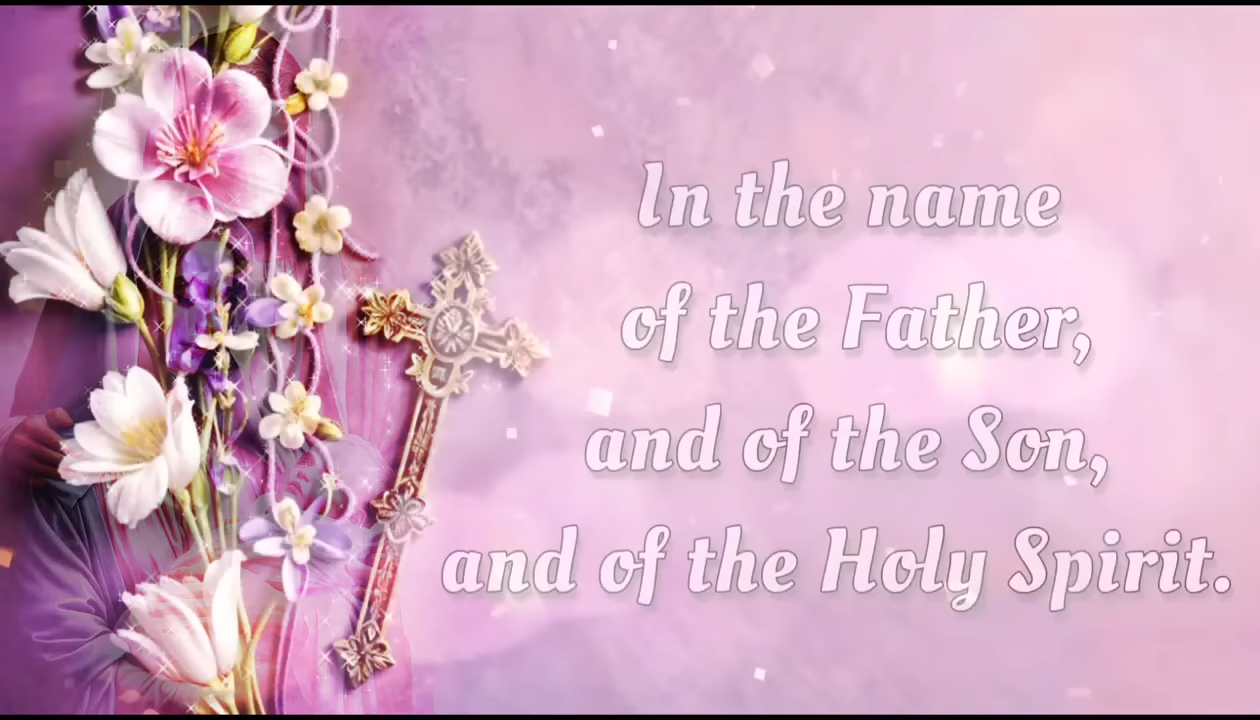 In the name
of the Father,
and of the Son,
and of the Holy Spirit.